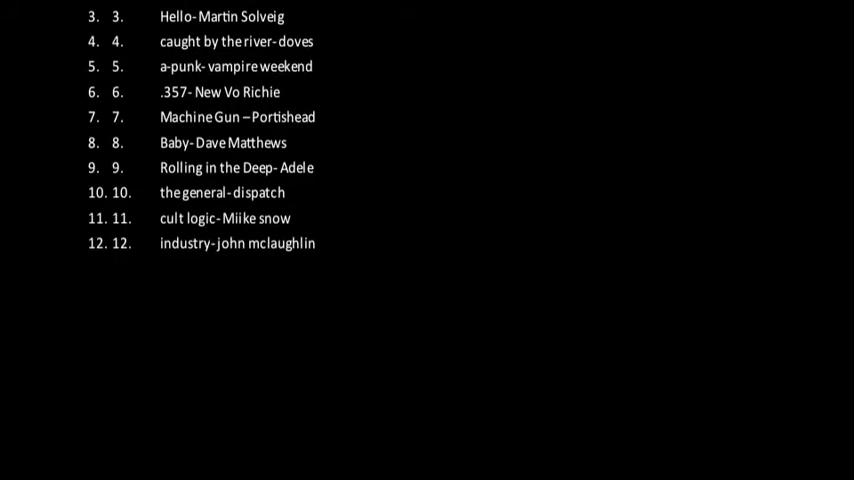 3. 3. Hello- Martin Solveig
4. 4. caught by the river- doves
5. 5. a-punk- vampire weekend
6. 6. .357- New Vo Richie
7. 7. Machine Gun – Portishead
8. 8. Baby- Dave Matthews
9. 9. Rolling in the Deep- Adele
10. 10. the general- dispatch
11. 11. cult logic- Miike snow
12. 12. industry- john mclaughlin